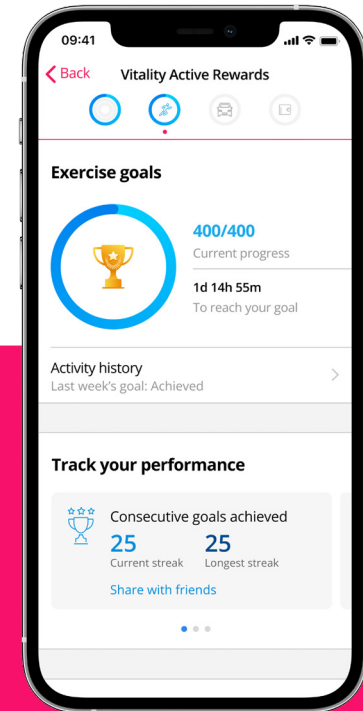 09:41
Back
Vitality Active Rewards
Exercise goals
400/400
Current progress
1d 14h 55m
To reach your goal
Activity history
Last week's goal: Achieved
Track your performance
Consecutive goals achieved
25 25
Current streak Longest streak
Share with friends